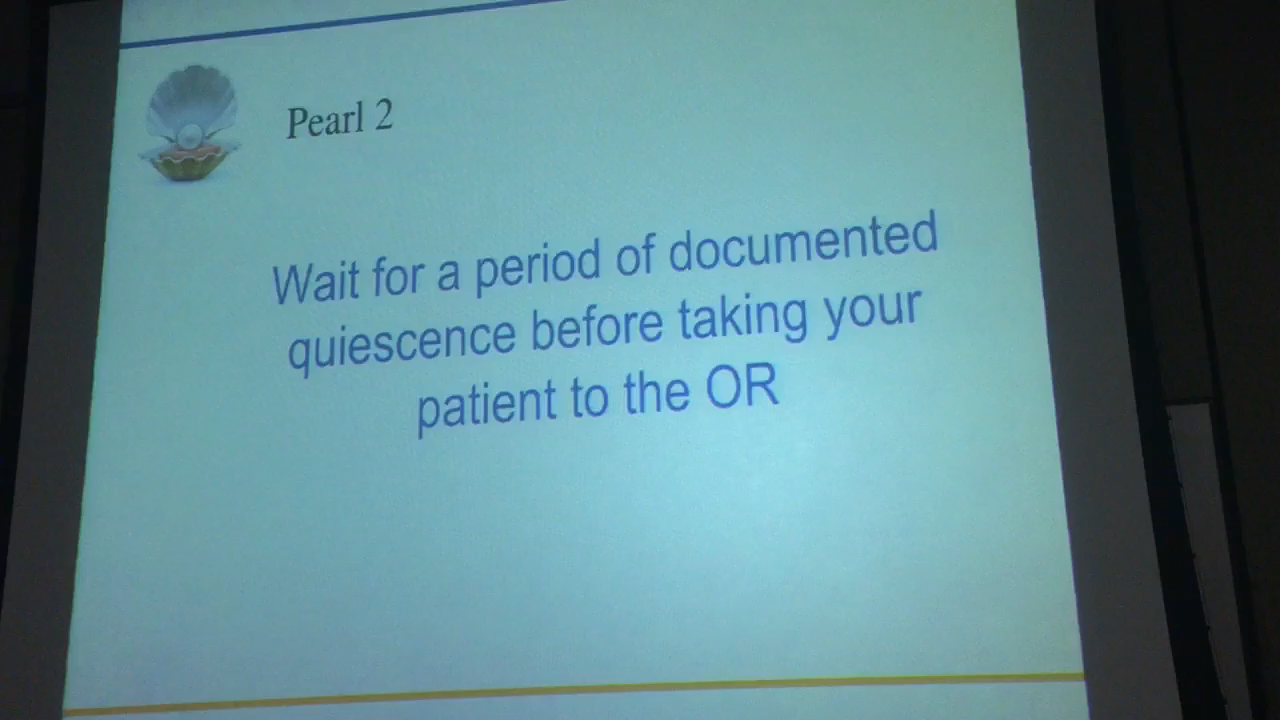 Pearl 2
Wait for a period of documented
quiescence before taking your
patient to the OR